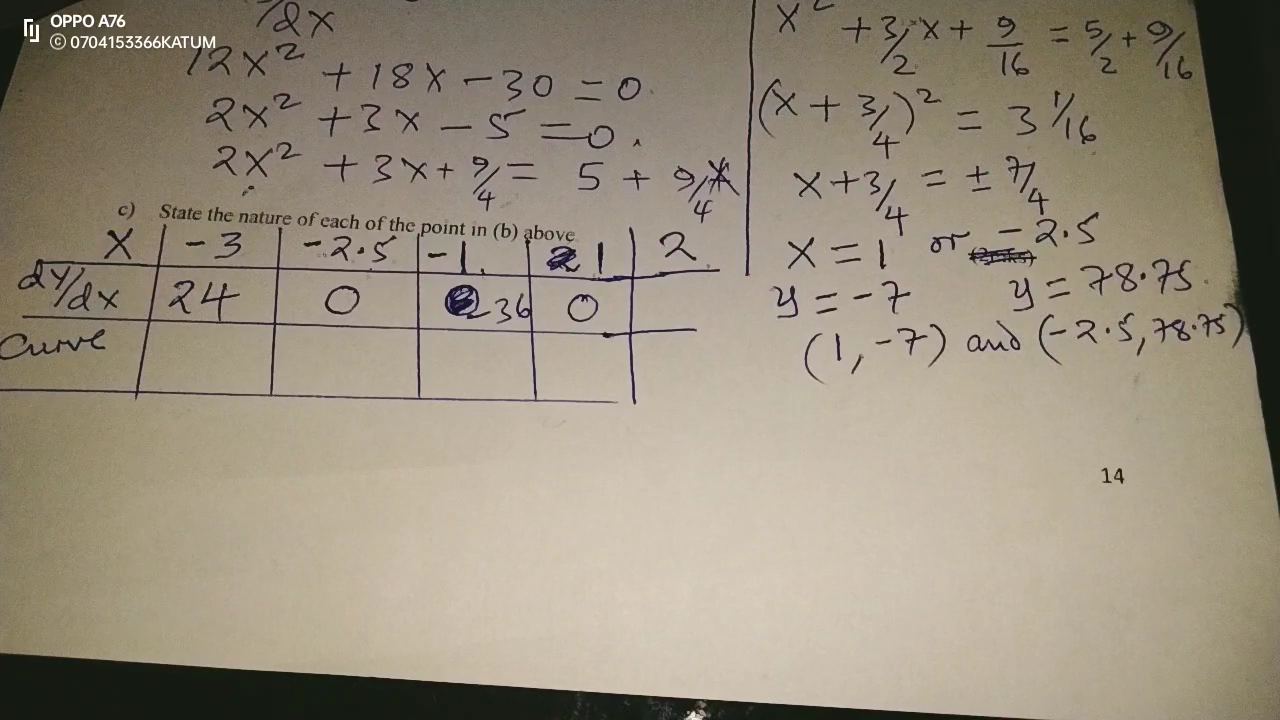 OPPO A76
© 0704153366KATUM
/dx
12x² + 18x - 30 = 0
2x² + 3x - 5 = 0.
2x² + 3x + 9/4 = 5 + 9/4
c) State the nature of each of the point in (b) above
x -3 -2.5 -1. 1 2
dy/dx 24 0 36 0
Curve
x² + 3/2 x + 9/16 = 5/2 + 9/16
(x + 3/4)² = 3 1/16
x + 3/4 = ± 7/4
x = 1 or -2.5
y = -7 y = 78.75
(1, -7) and (-2.5, 78.75)
14